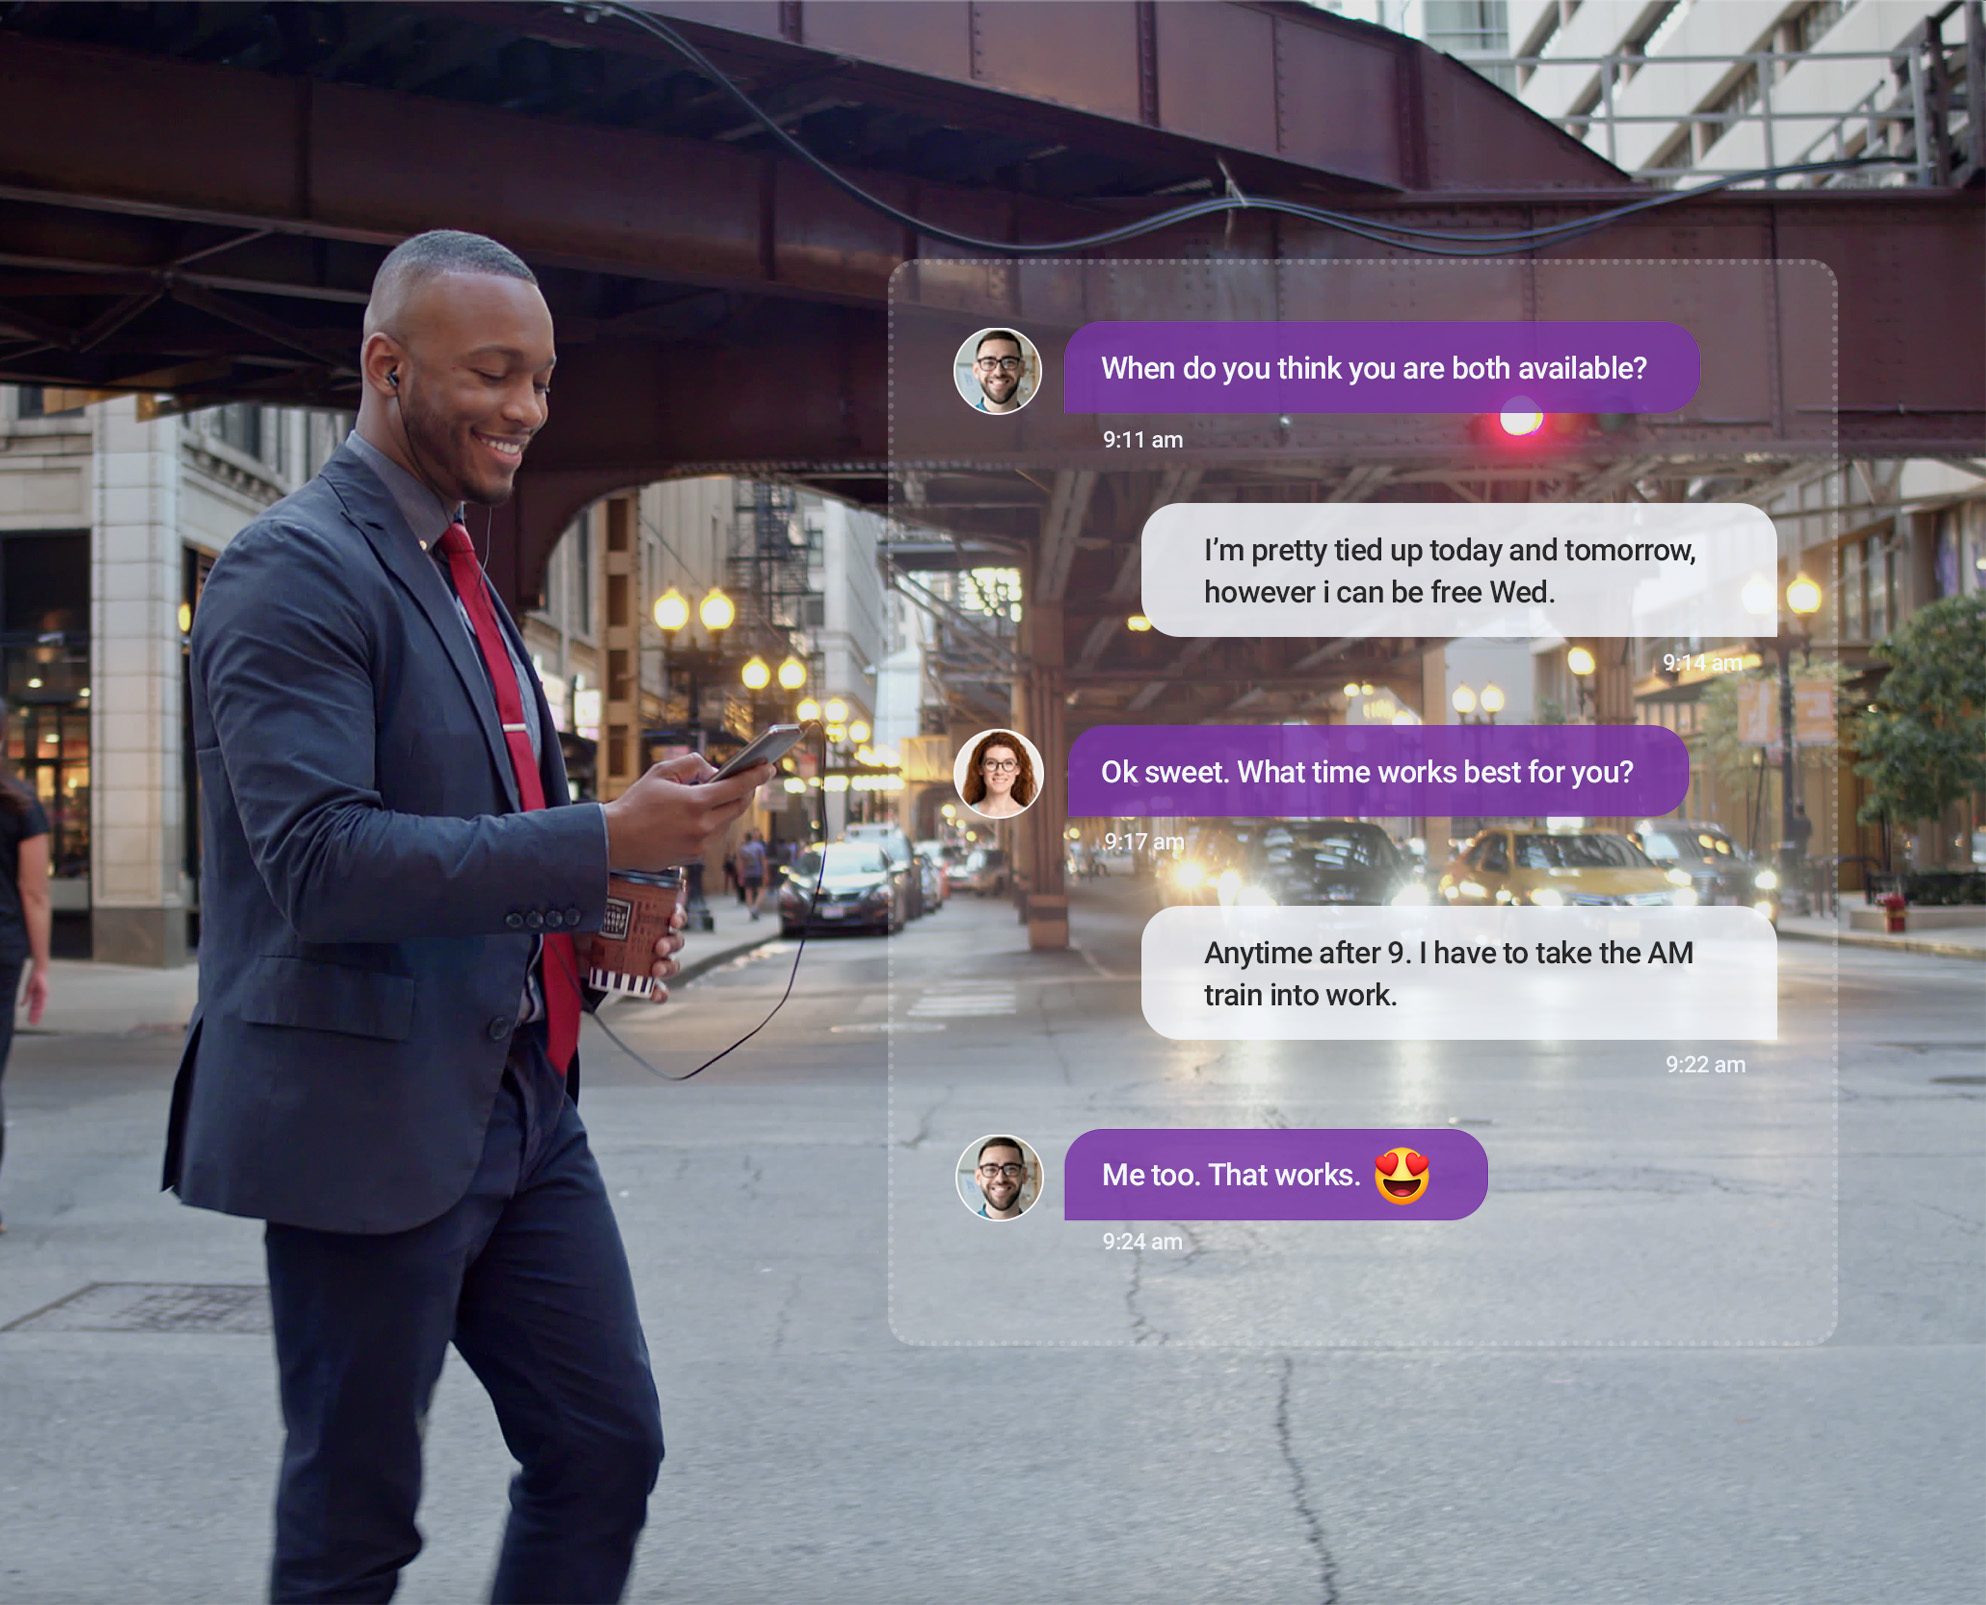 When do you think you are both available?
9:11 am
I’m pretty tied up today and tomorrow,
however i can be free Wed.
9:14 am
Ok sweet. What time works best for you?
9:17 am
Anytime after 9. I have to take the AM
train into work.
9:22 am
Me too. That works. 😍
9:24 am